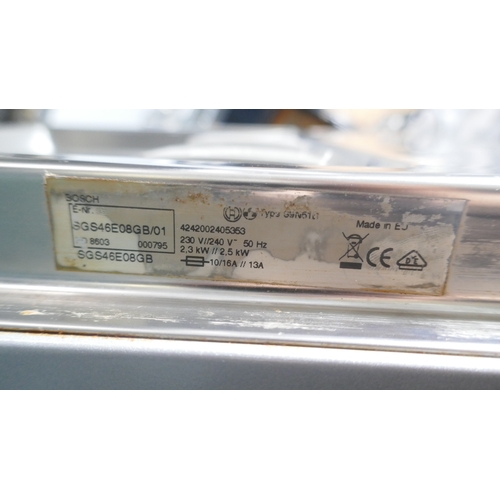 BOSCH
E-Nr.
SGS46E08GB/01
8603 000795
SGS46E08GB
Type
4242002405353
230 V//240 V~ 50 Hz
2,3 kW // 2,5 kW
10/16A // 13A
Made in EU
CE